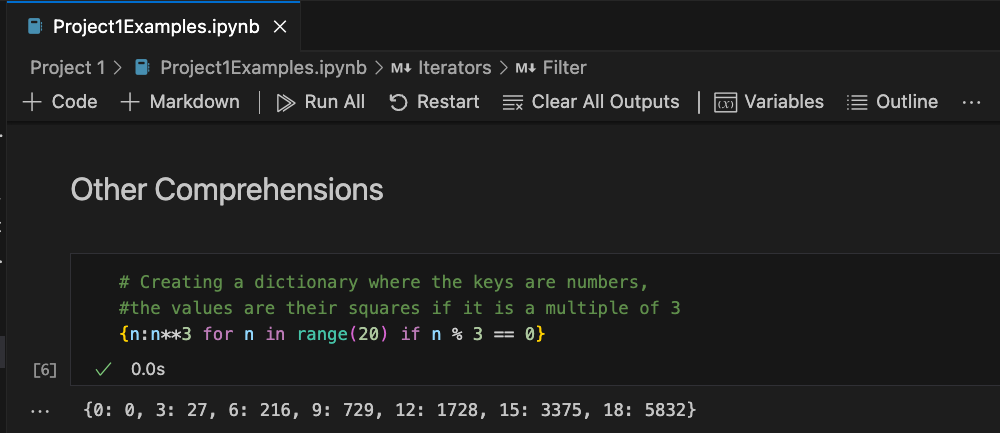 Project1Examples.ipynb
Project 1 > Project1Examples.ipynb > M↓ Iterators > M↓ Filter
+ Code + Markdown | Run All Restart Clear All Outputs | (x) Variables Outline ...
Other Comprehensions
# Creating a dictionary where the keys are numbers,
#the values are their squares if it is a multiple of 3
{n:n**3 for n in range(20) if n % 3 == 0}
[6] ✓ 0.0s
... {0: 0, 3: 27, 6: 216, 9: 729, 12: 1728, 15: 3375, 18: 5832}